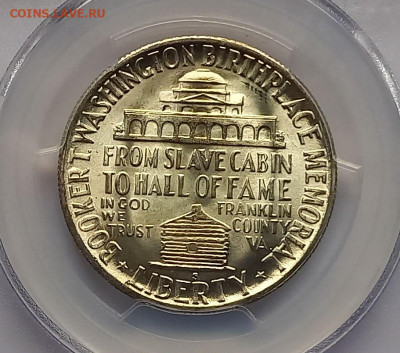 COINS.LAVE.RU
BOOKER T. WASHINGTON BIRTHPLACE MEMORIAL
FROM SLAVE CABIN
TO HALL OF FAME
IN GOD
WE
TRUST
FRANKLIN
COUNTY
VA.
S
LIBERTY